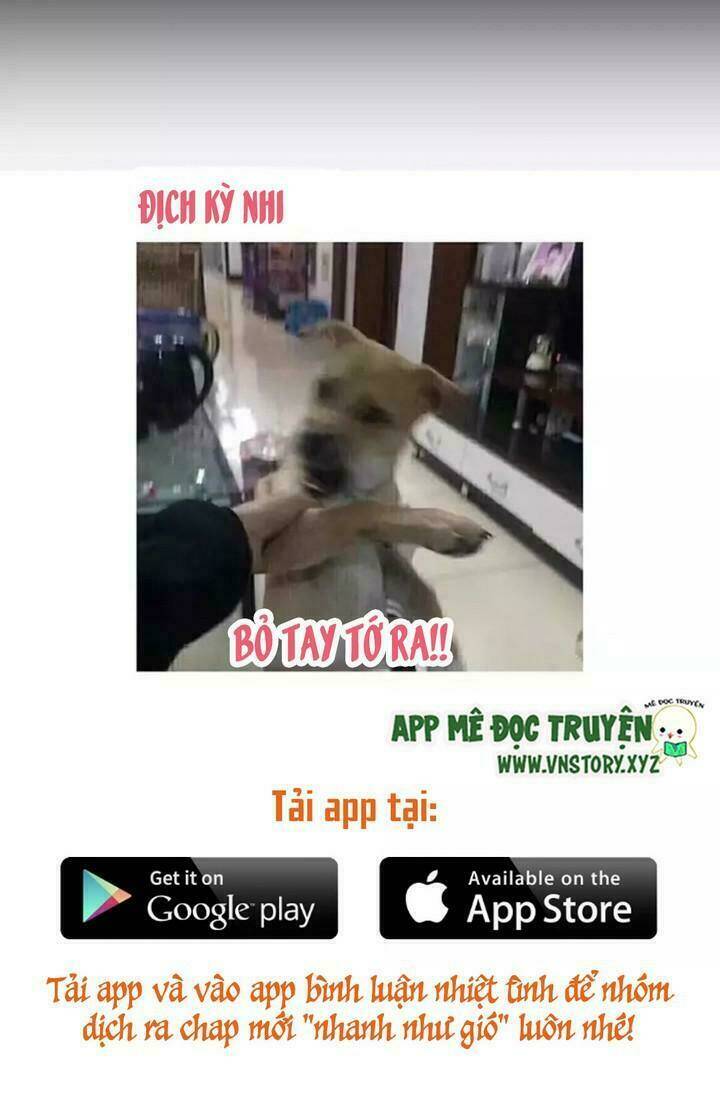 ĐỊCH KỲ NHI
BỎ TAY TỚ RA!!
MÊ ĐỌC TRUYỆN
APP MÊ ĐỌC TRUYỆN
WWW.VNSTORY.XYZ
Tải app tại:
Get it on
Google play
Available on the
App Store
Tải app và vào app bình luận nhiệt tình để nhóm
dịch ra chap mới "nhanh như gió" luôn nhé!